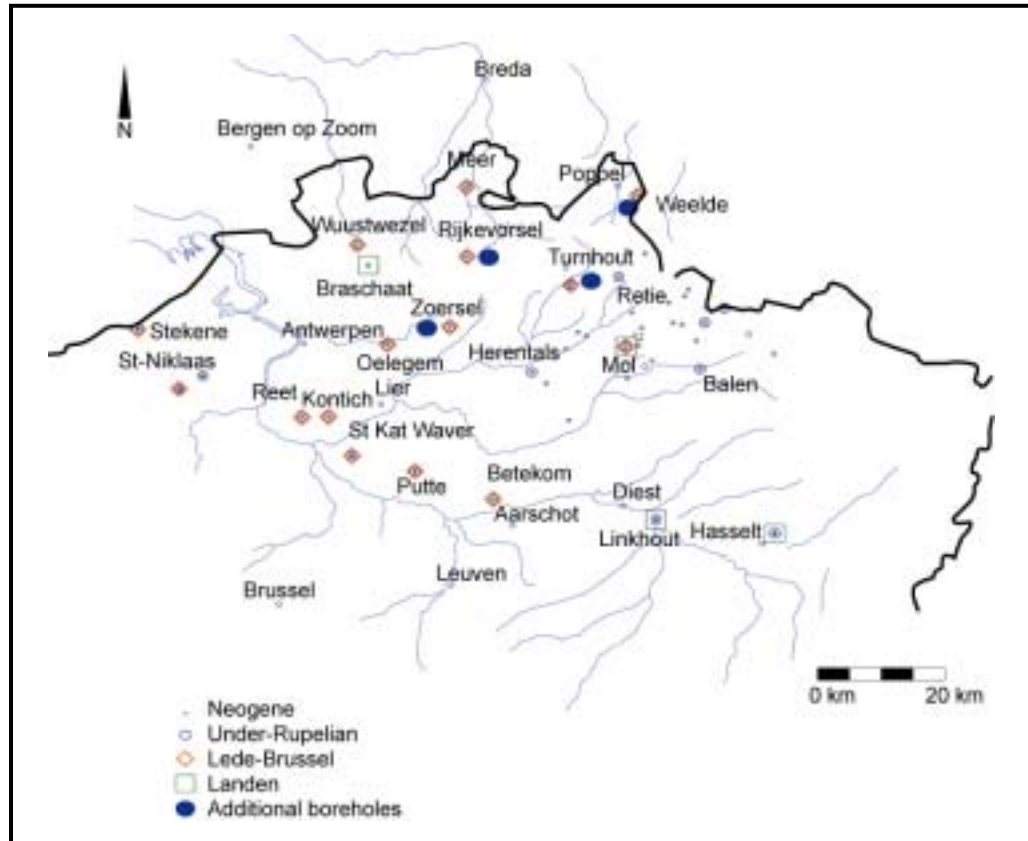 Breda
N
Bergen op Zoom
Meer
Poppel
Weelde
Wuustwezel
Rijkevorsel
Turnhout
Braschaat
Retie,
Zoersel
Stekene
Antwerpen
Oelegem
Herentals
St-Niklaas
Mol
Balen
Lier
Reet
Kontich
St Kat Waver
Putte
Betekom
Diest
Aarschot
Linkhout
Hasselt
Leuven
Brussel
0 km 20 km
Neogene
Under-Rupelian
Lede-Brussel
Landen
Additional boreholes